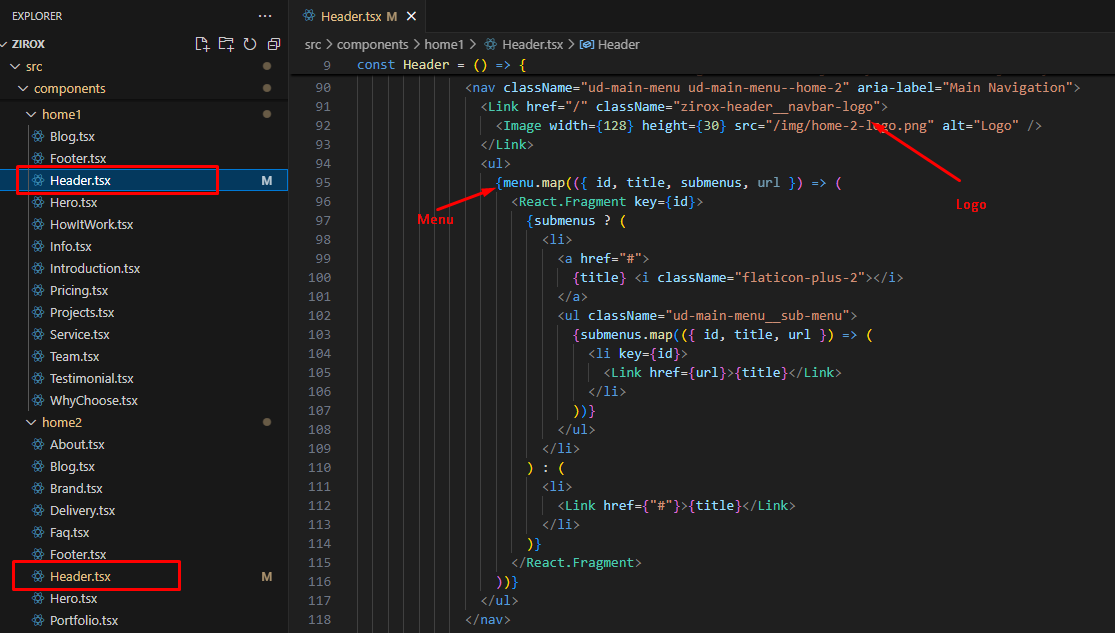 EXPLORER
ZIROX
src
components
home1
Blog.tsx
Footer.tsx
Header.tsx M
Hero.tsx
HowItWork.tsx
Info.tsx
Introduction.tsx
Pricing.tsx
Projects.tsx
Service.tsx
Team.tsx
Testimonial.tsx
WhyChoose.tsx
home2
About.tsx
Blog.tsx
Brand.tsx
Delivery.tsx
Faq.tsx
Footer.tsx
Header.tsx M
Hero.tsx
Portfolio.tsx
Header.tsx M
src > components > home1 > Header.tsx > Header
9 const Header = () => {
90 <nav className="ud-main-menu ud-main-menu--home-2" aria-label="Main Navigation">
91 <Link href="/" className="zirox-header__navbar-logo">
92 <Image width={128} height={30} src="/img/home-2-logo.png" alt="Logo" />
93 </Link>
94 <ul>
95 {menu.map(({ id, title, submenus, url }) => (
96 <React.Fragment key={id}>
97 {submenus ? (
98 <li>
99 <a href="#">
100 {title} <i className="flaticon-plus-2"></i>
101 </a>
102 <ul className="ud-main-menu__sub-menu">
103 {submenus.map(({ id, title, url }) => (
104 <li key={id}>
105 <Link href={url}>{title}</Link>
106 </li>
107 ))}
108 </ul>
109 </li>
110 ) : (
111 <li>
112 <Link href={"#"}>{title}</Link>
113 </li>
114 )}
115 </React.Fragment>
116 ))}
117 </ul>
118 </nav>
Menu
Logo